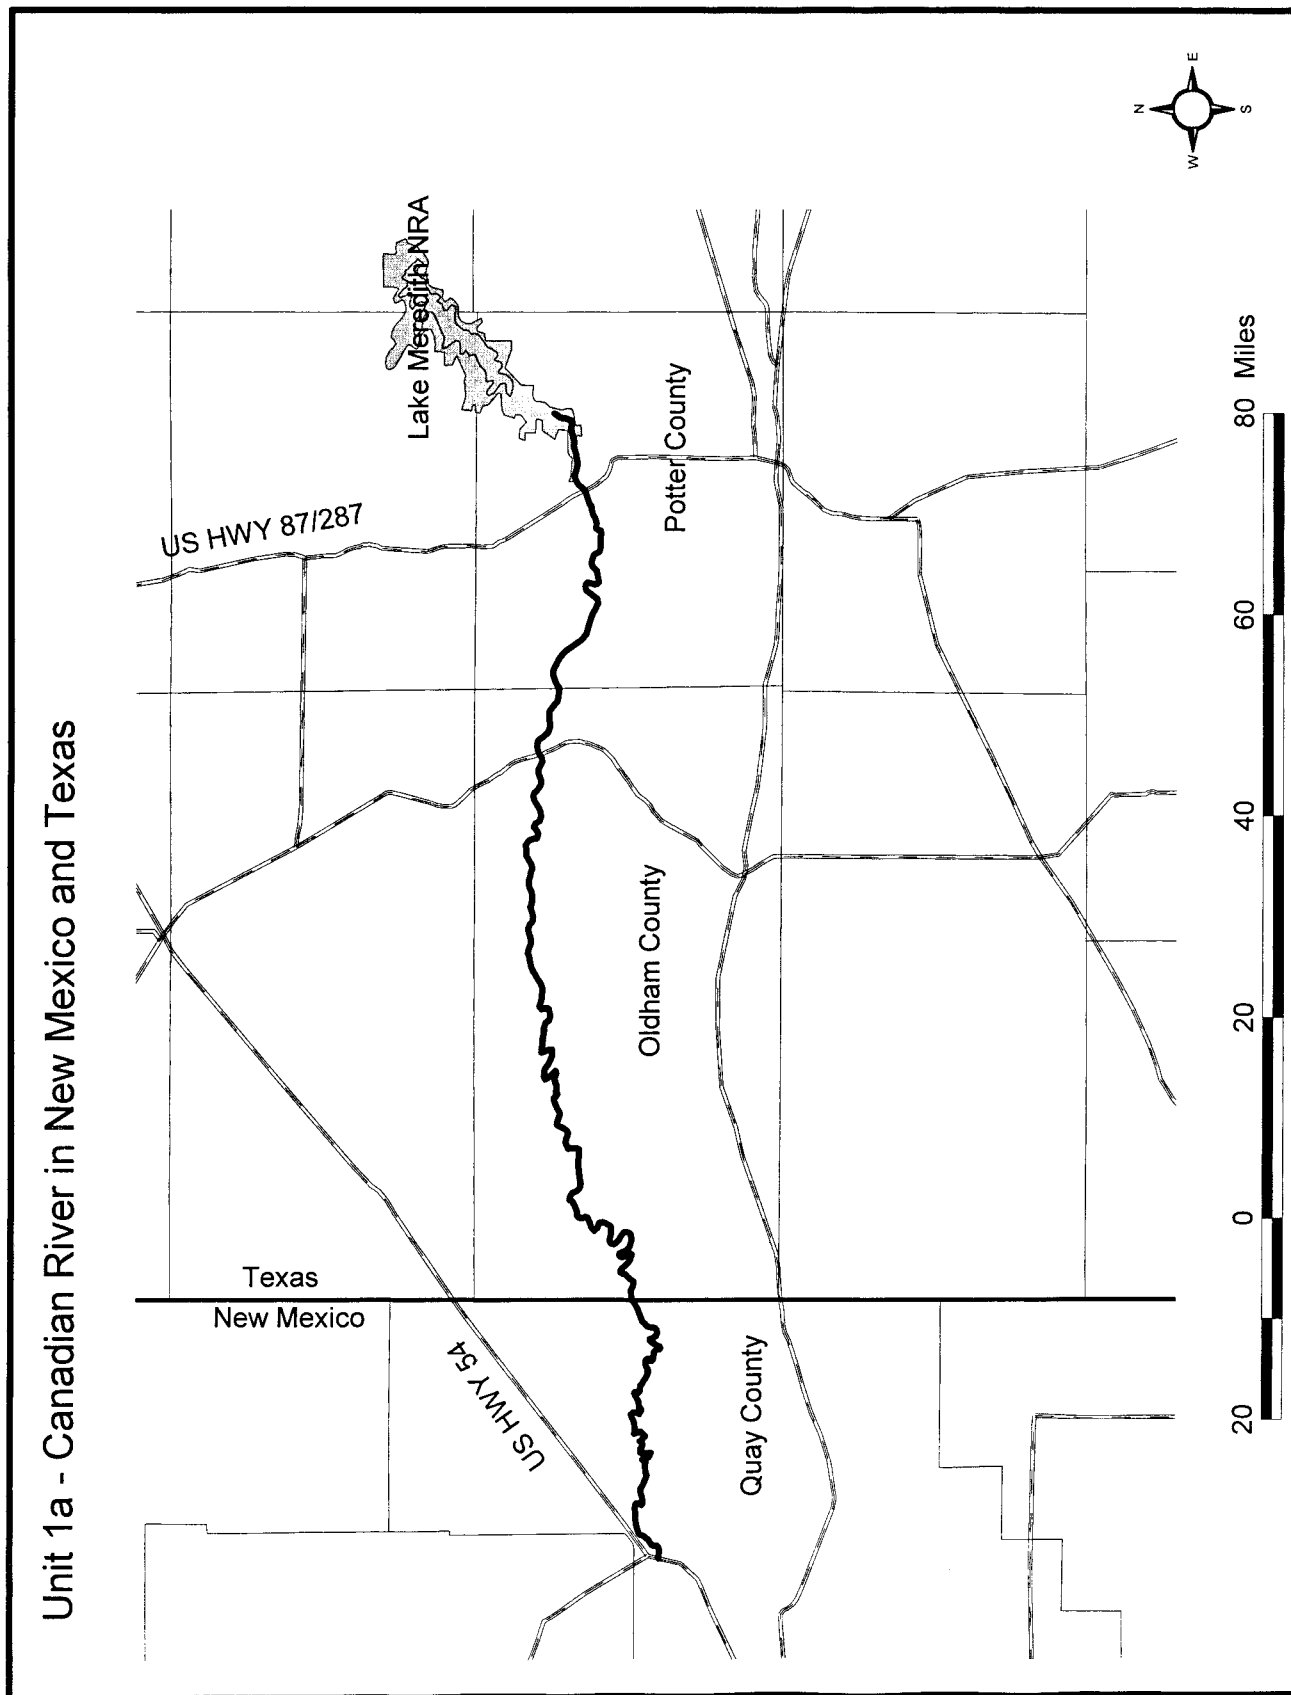 Unit 1a - Canadian River in New Mexico and Texas
N
W
E
S
US HWY 87/287
Lake Meredith NRA
Texas
New Mexico
US HWY 54
Potter County
Oldham County
Quay County
20 0 20 40 60 80 Miles